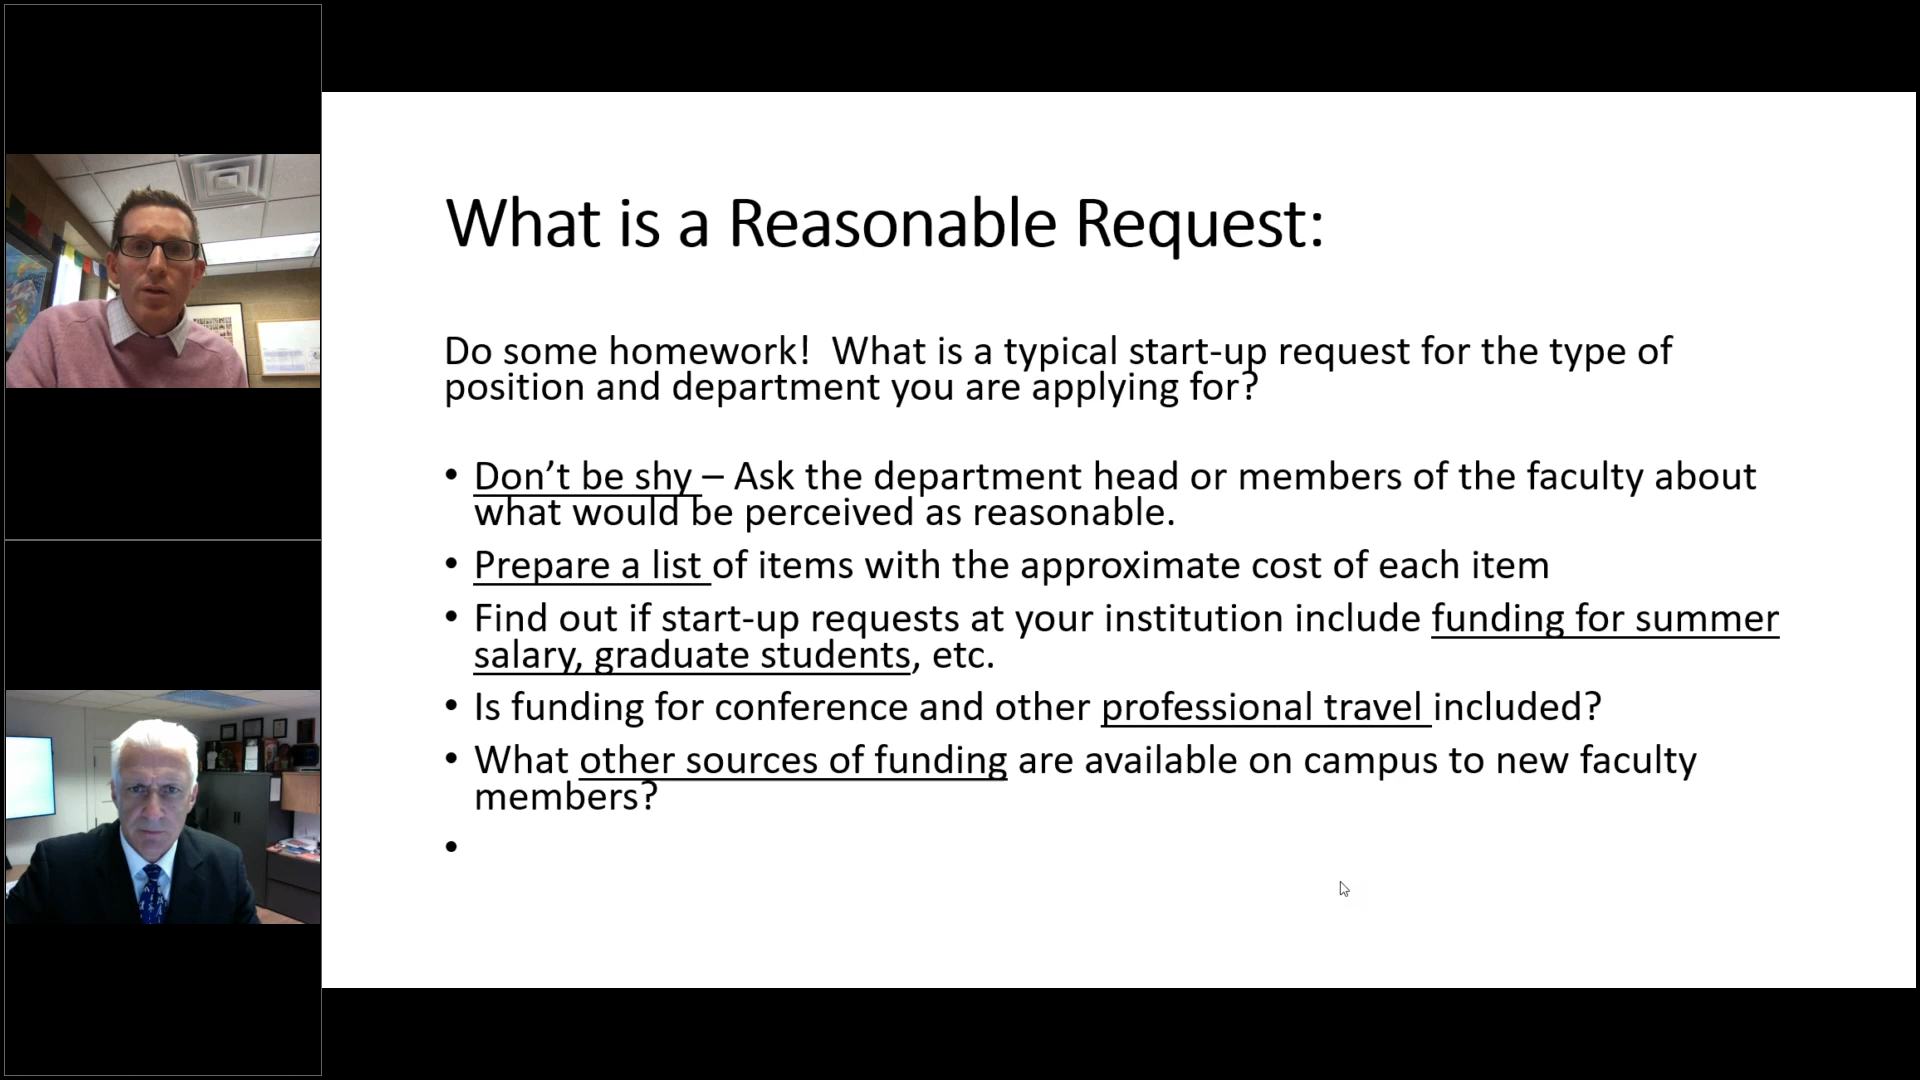 What is a Reasonable Request:
Do some homework!  What is a typical start-up request for the type of
position and department you are applying for?
• Don’t be shy – Ask the department head or members of the faculty about
what would be perceived as reasonable.
• Prepare a list of items with the approximate cost of each item
• Find out if start-up requests at your institution include funding for summer
salary, graduate students, etc.
• Is funding for conference and other professional travel included?
• What other sources of funding are available on campus to new faculty
members?
•